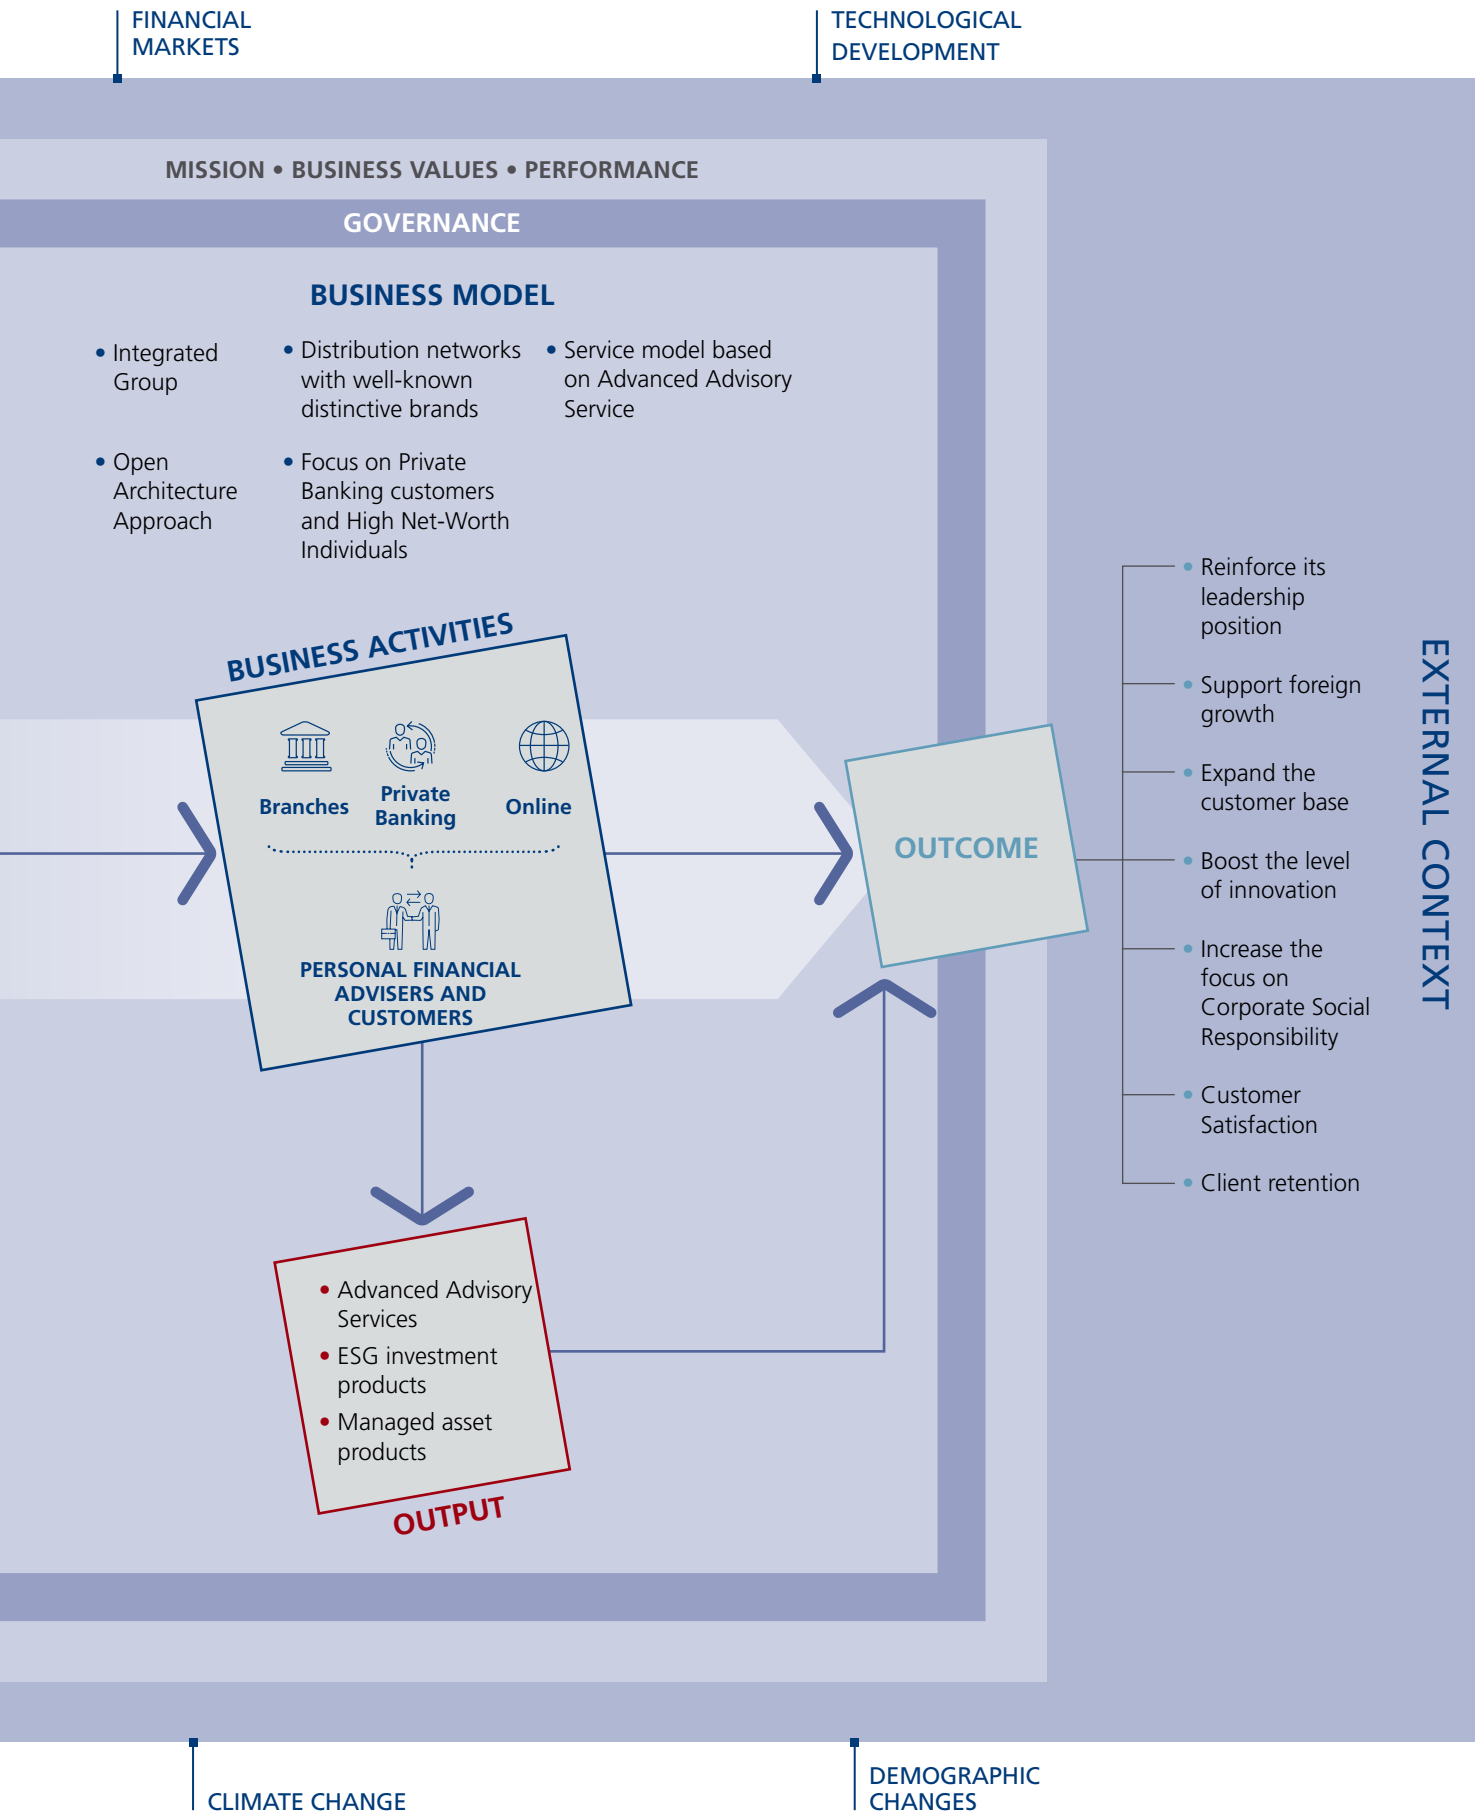 FINANCIAL
MARKETS
TECHNOLOGICAL
DEVELOPMENT
MISSION • BUSINESS VALUES • PERFORMANCE
GOVERNANCE
BUSINESS MODEL
• Integrated
Group
• Distribution networks
with well-known
distinctive brands
• Service model based
on Advanced Advisory
Service
• Open
Architecture
Approach
• Focus on Private
Banking customers
and High Net-Worth
Individuals
BUSINESS ACTIVITIES
Branches
Private
Banking
Online
PERSONAL FINANCIAL
ADVISERS AND
CUSTOMERS
OUTCOME
• Reinforce its
leadership
position
• Support foreign
growth
• Expand the
customer base
• Boost the level
of innovation
• Increase the
focus on
Corporate Social
Responsibility
• Customer
Satisfaction
• Client retention
EXTERNAL CONTEXT
• Advanced Advisory
Services
• ESG investment
products
• Managed asset
products
OUTPUT
CLIMATE CHANGE
DEMOGRAPHIC
CHANGES